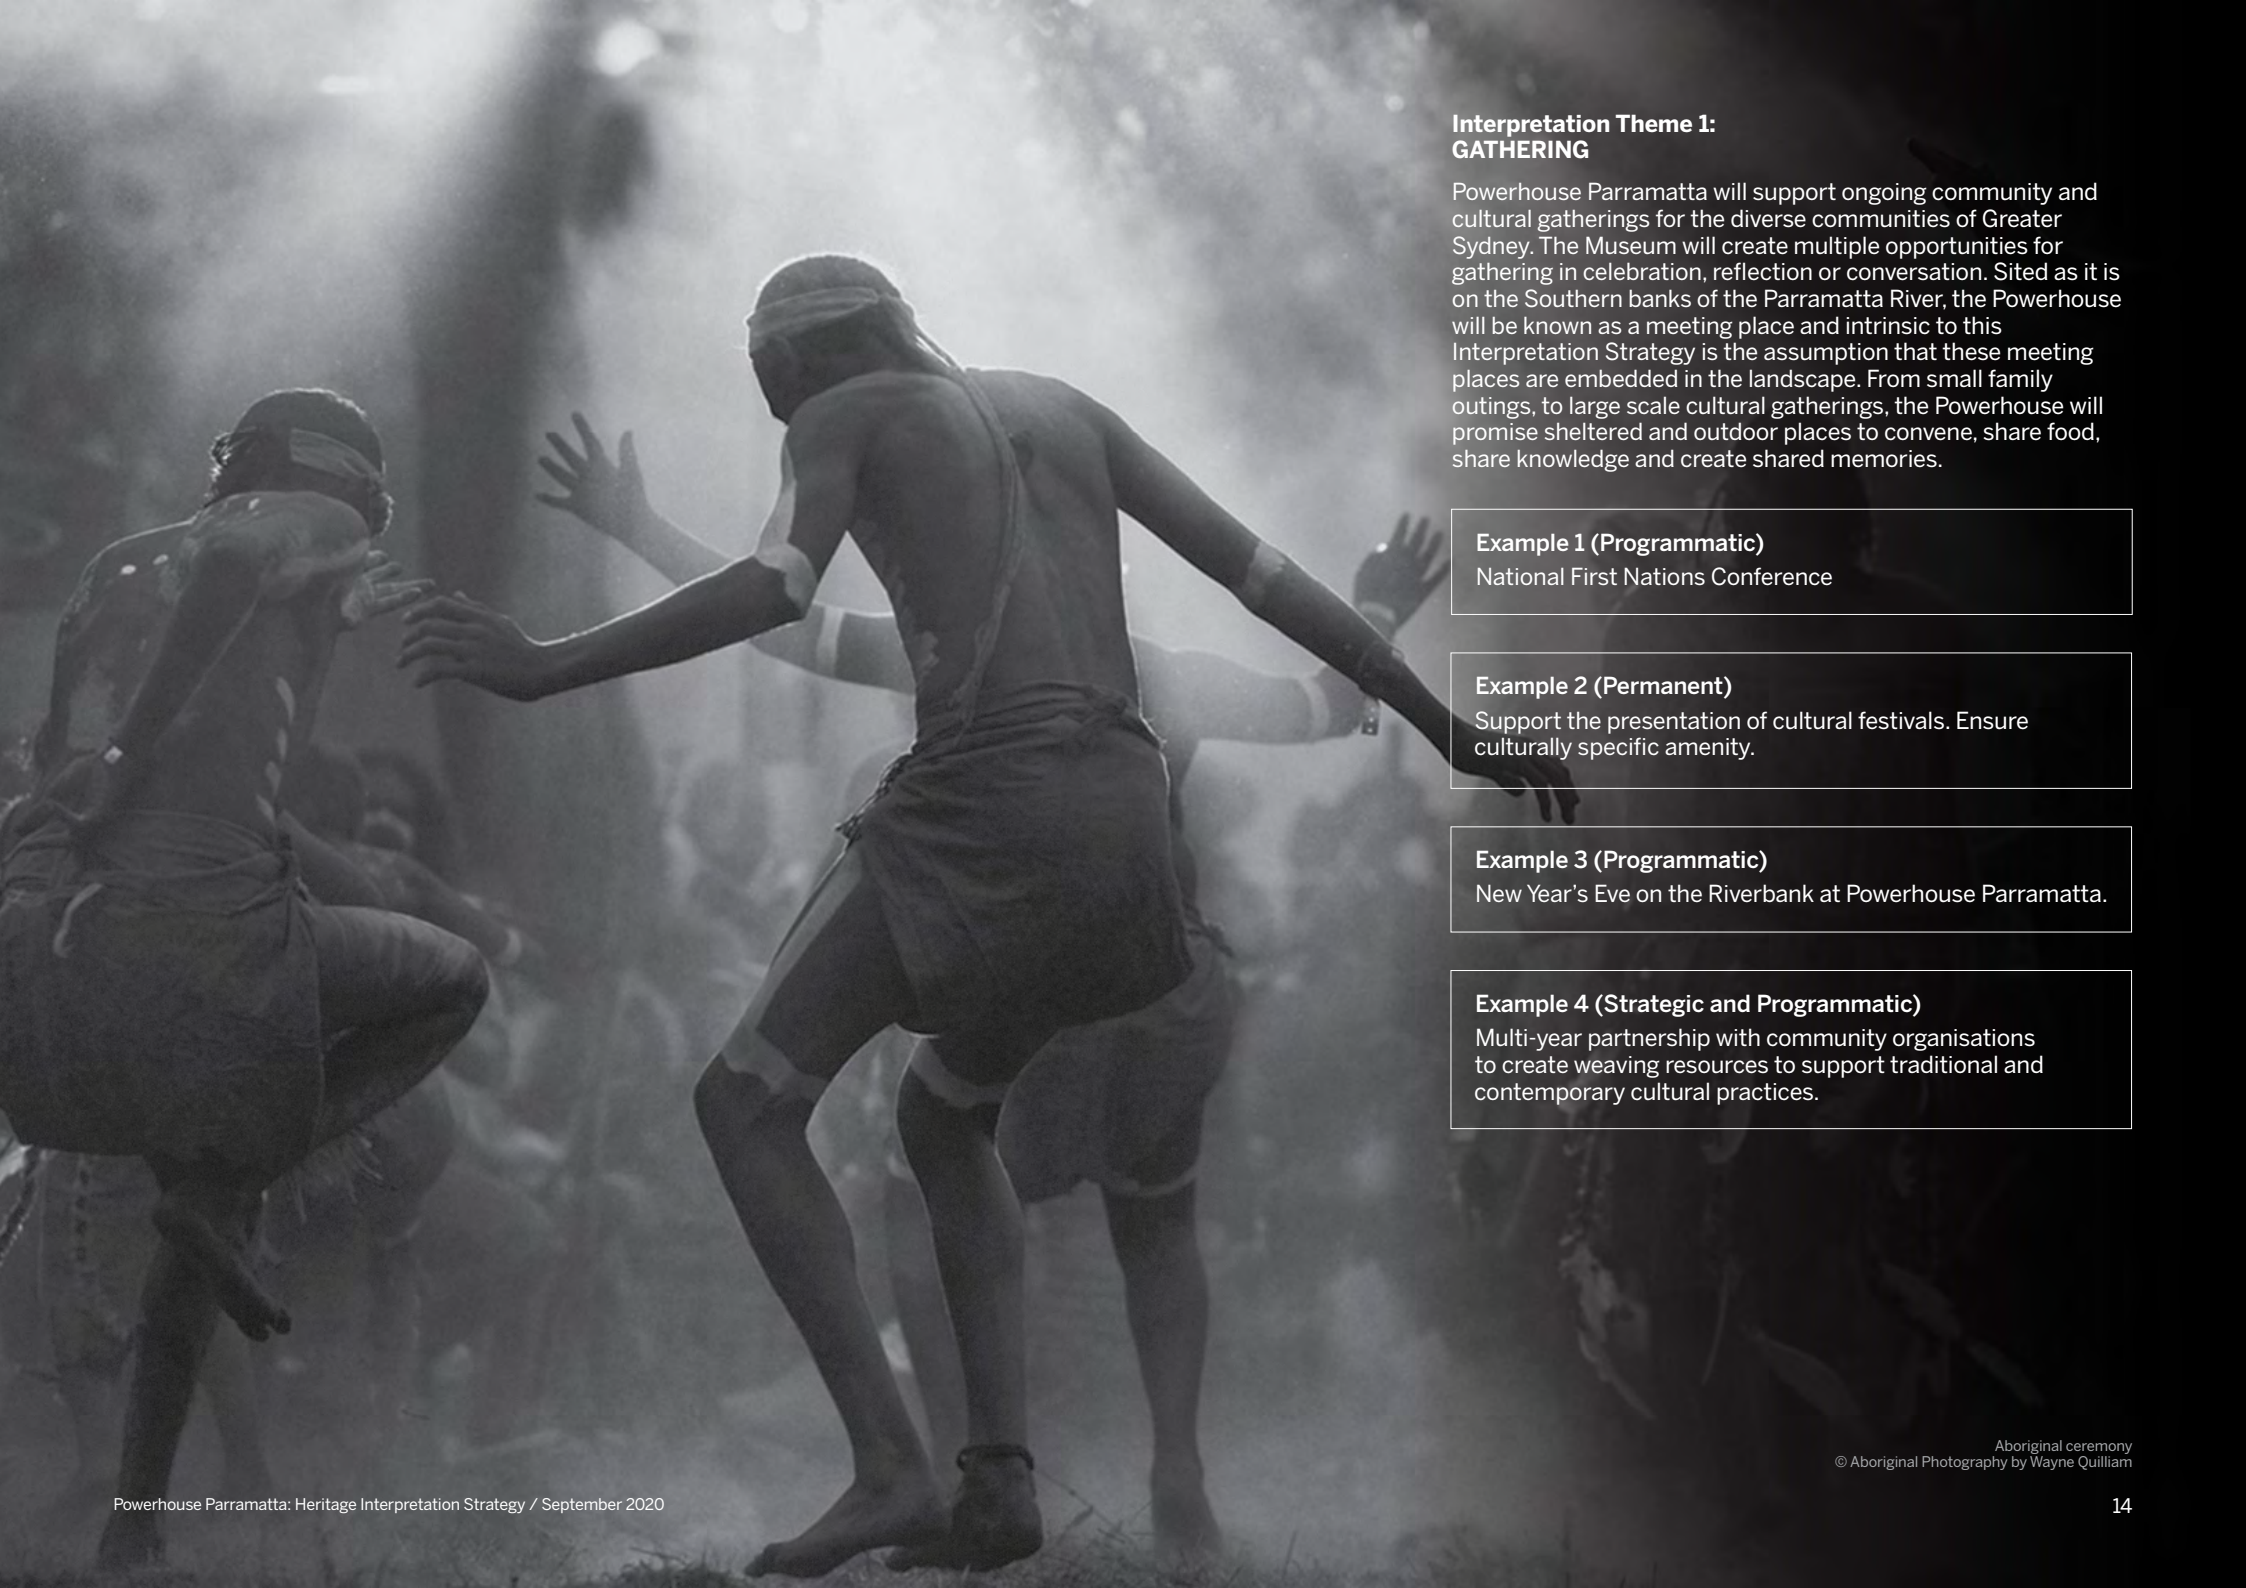 Interpretation Theme 1:
GATHERING
Powerhouse Parramatta will support ongoing community and
cultural gatherings for the diverse communities of Greater
Sydney. The Museum will create multiple opportunities for
gathering in celebration, reflection or conversation. Sited as it is
on the Southern banks of the Parramatta River, the Powerhouse
will be known as a meeting place and intrinsic to this
Interpretation Strategy is the assumption that these meeting
places are embedded in the landscape. From small family
outings, to large scale cultural gatherings, the Powerhouse will
promise sheltered and outdoor places to convene, share food,
share knowledge and create shared memories.
Example 1 (Programmatic)
National First Nations Conference
Example 2 (Permanent)
Support the presentation of cultural festivals. Ensure
culturally specific amenity.
Example 3 (Programmatic)
New Year’s Eve on the Riverbank at Powerhouse Parramatta.
Example 4 (Strategic and Programmatic)
Multi-year partnership with community organisations
to create weaving resources to support traditional and
contemporary cultural practices.
Aboriginal ceremony
© Aboriginal Photography by Wayne Quilliam
Powerhouse Parramatta: Heritage Interpretation Strategy / September 2020
14